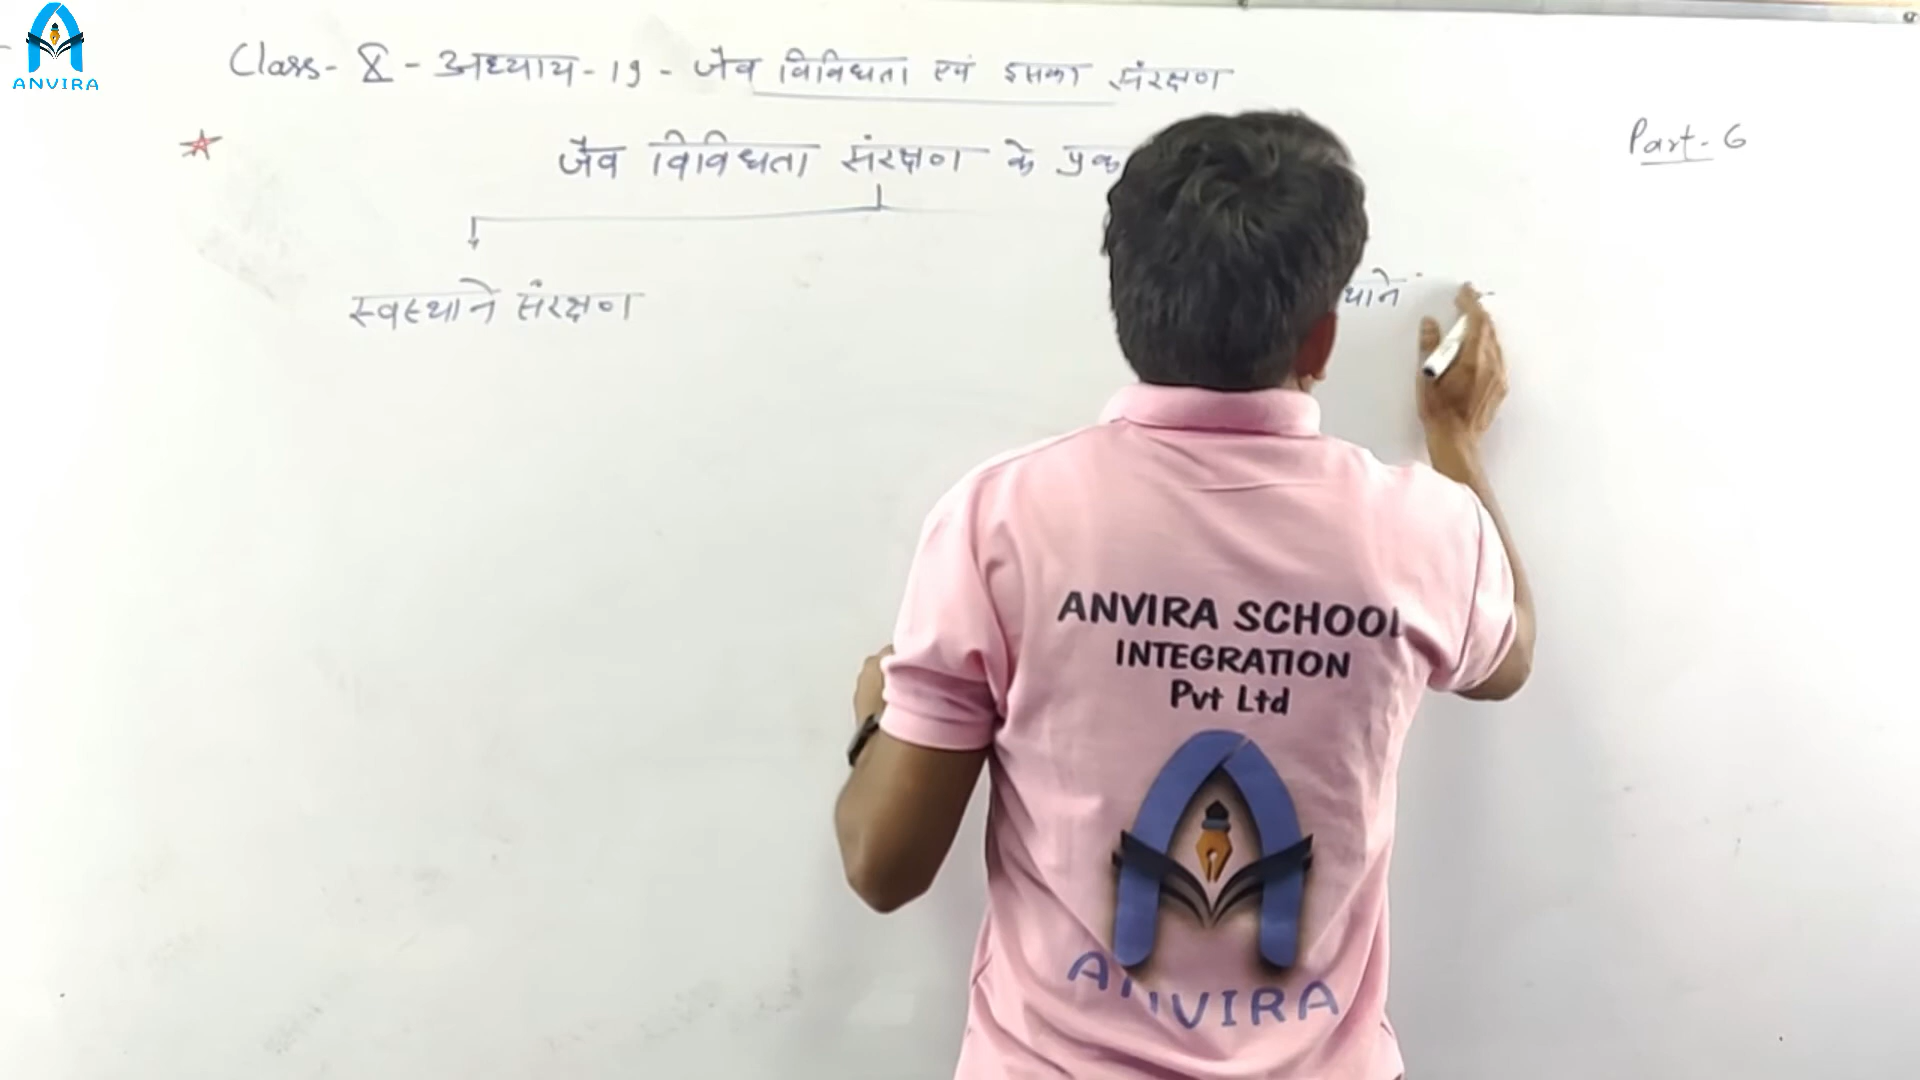 ANVIRA
Class- X - अध्याय - 19 - जैव विविधता एवं इसका संरक्षण
Part- 6
जैव विविधता संरक्षण के
स्वस्थाने संरक्षण
ANVIRA SCHOOL
INTEGRATION
Pvt Ltd
ANVIRA